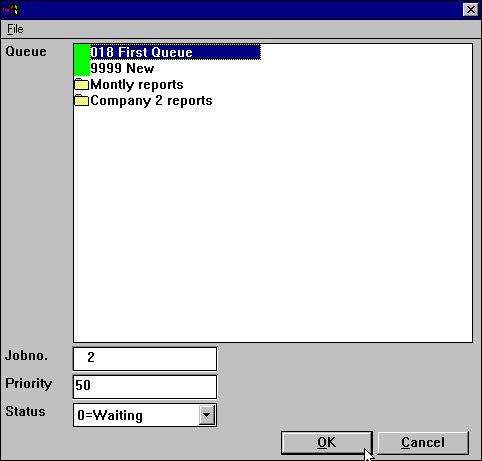 File
Queue
018 First Queue
9999 New
Montly reports
Company 2 reports
Jobno. 2
Priority 50
Status 0=Waiting
OK Cancel